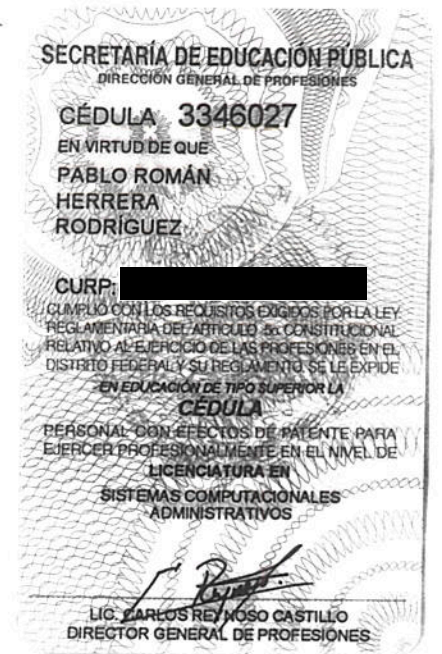 SECRETARÍA DE EDUCACIÓN PÚBLICA
DIRECCIÓN GENERAL DE PROFESIONES
CÉDULA 3346027
EN VIRTUD DE QUE
PABLO ROMÁN
HERRERA
RODRÍGUEZ
CURP:
CUMPLIO CON LOS REQUISITOS EXIGIDOS POR LA LEY
REGLAMENTARIA DEL ARTICULO 5o. CONSTITUCIONAL
RELATIVO AL EJERCICIO DE LAS PROFESIONES EN EL
DISTRITO FEDERAL Y SU REGLAMENTO, SE LE EXPIDE
EN EDUCACIÓN DE TIPO SUPERIOR LA
CÉDULA
PERSONAL CON EFECTOS DE PATENTE PARA
EJERCER PROFESIONALMENTE EN EL NIVEL DE
LICENCIATURA EN
SISTEMAS COMPUTACIONALES
ADMINISTRATIVOS
LIC. CARLOS REYNOSO CASTILLO
DIRECTOR GENERAL DE PROFESIONES